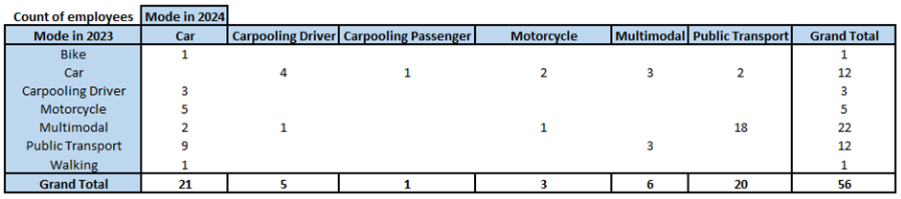 Count of employees Mode in 2024
Mode in 2023 Car Carpooling Driver Carpooling Passenger Motorcycle Multimodal Public Transport Grand Total
Bike 1 1
Car 4 1 2 3 2 12
Carpooling Driver 3 3
Motorcycle 5 5
Multimodal 2 1 1 18 22
Public Transport 9 3 12
Walking 1 1
Grand Total 21 5 1 3 6 20 56